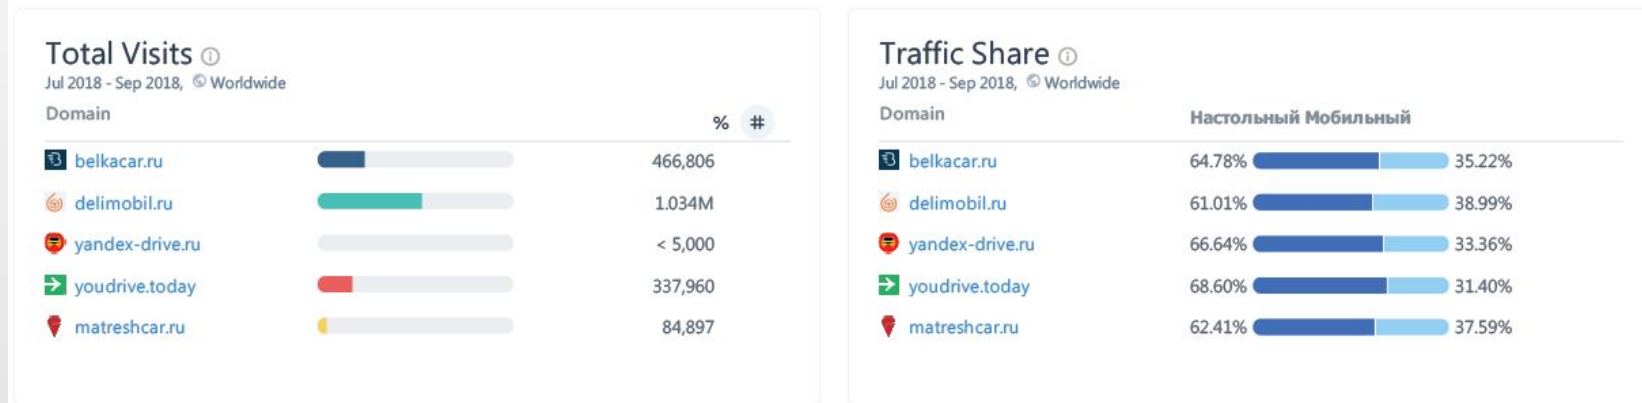 Total Visits
Jul 2018 - Sep 2018, Worldwide
Domain
% #
belkacar.ru 466,806
delimobil.ru 1.034M
yandex-drive.ru < 5,000
youdrive.today 337,960
matreshcar.ru 84,897
Traffic Share
Jul 2018 - Sep 2018, Worldwide
Domain Настольный Мобильный
belkacar.ru 64.78% 35.22%
delimobil.ru 61.01% 38.99%
yandex-drive.ru 66.64% 33.36%
youdrive.today 68.60% 31.40%
matreshcar.ru 62.41% 37.59%